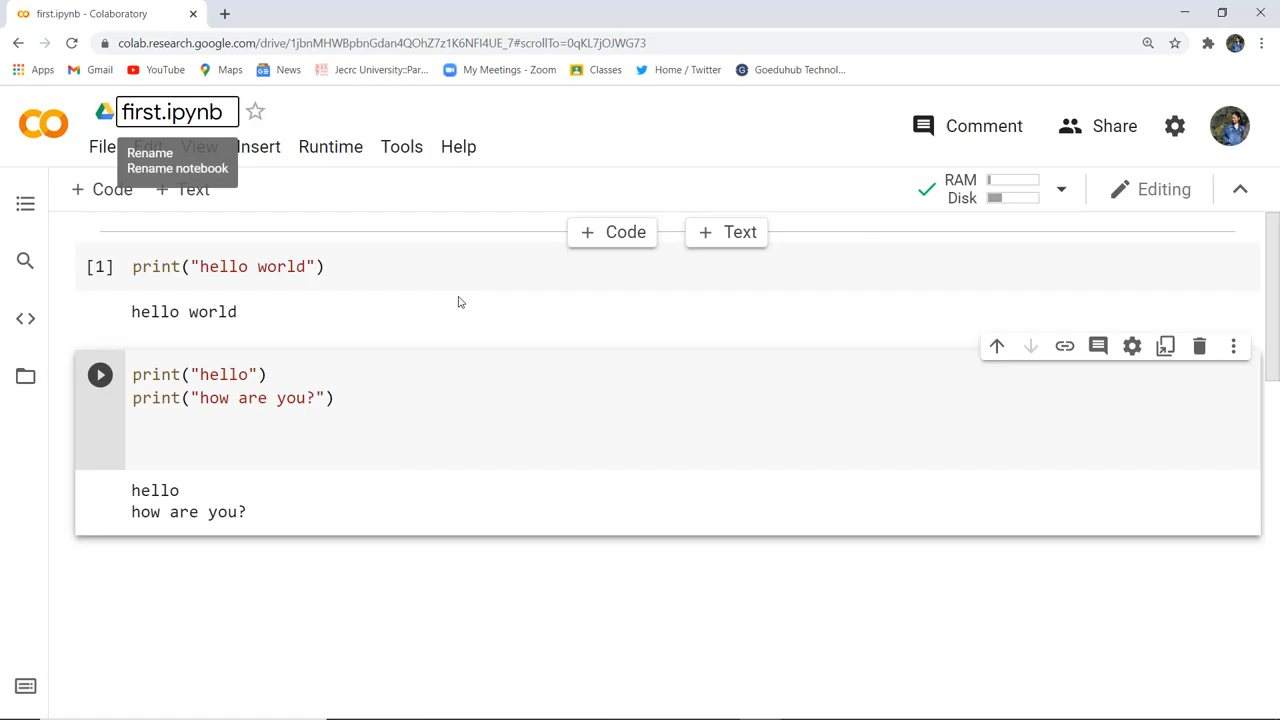 first.ipynb - Colaboratory
colab.research.google.com/drive/1jbnMHWBpbnGdan4QOhZ7z1K6NFI4UE_7#scrollTo=0qKL7jOJWG73
Apps Gmail YouTube Maps News Jecrc University::Par... My Meetings - Zoom Classes Home / Twitter Goeduhub Technol...
first.ipynb
Comment Share
File Edit View Insert Runtime Tools Help
Rename
Rename notebook
+ Code + Text
RAM
Disk
Editing
+ Code + Text
[1] print("hello world")
hello world
print("hello")
print("how are you?")
hello
how are you?